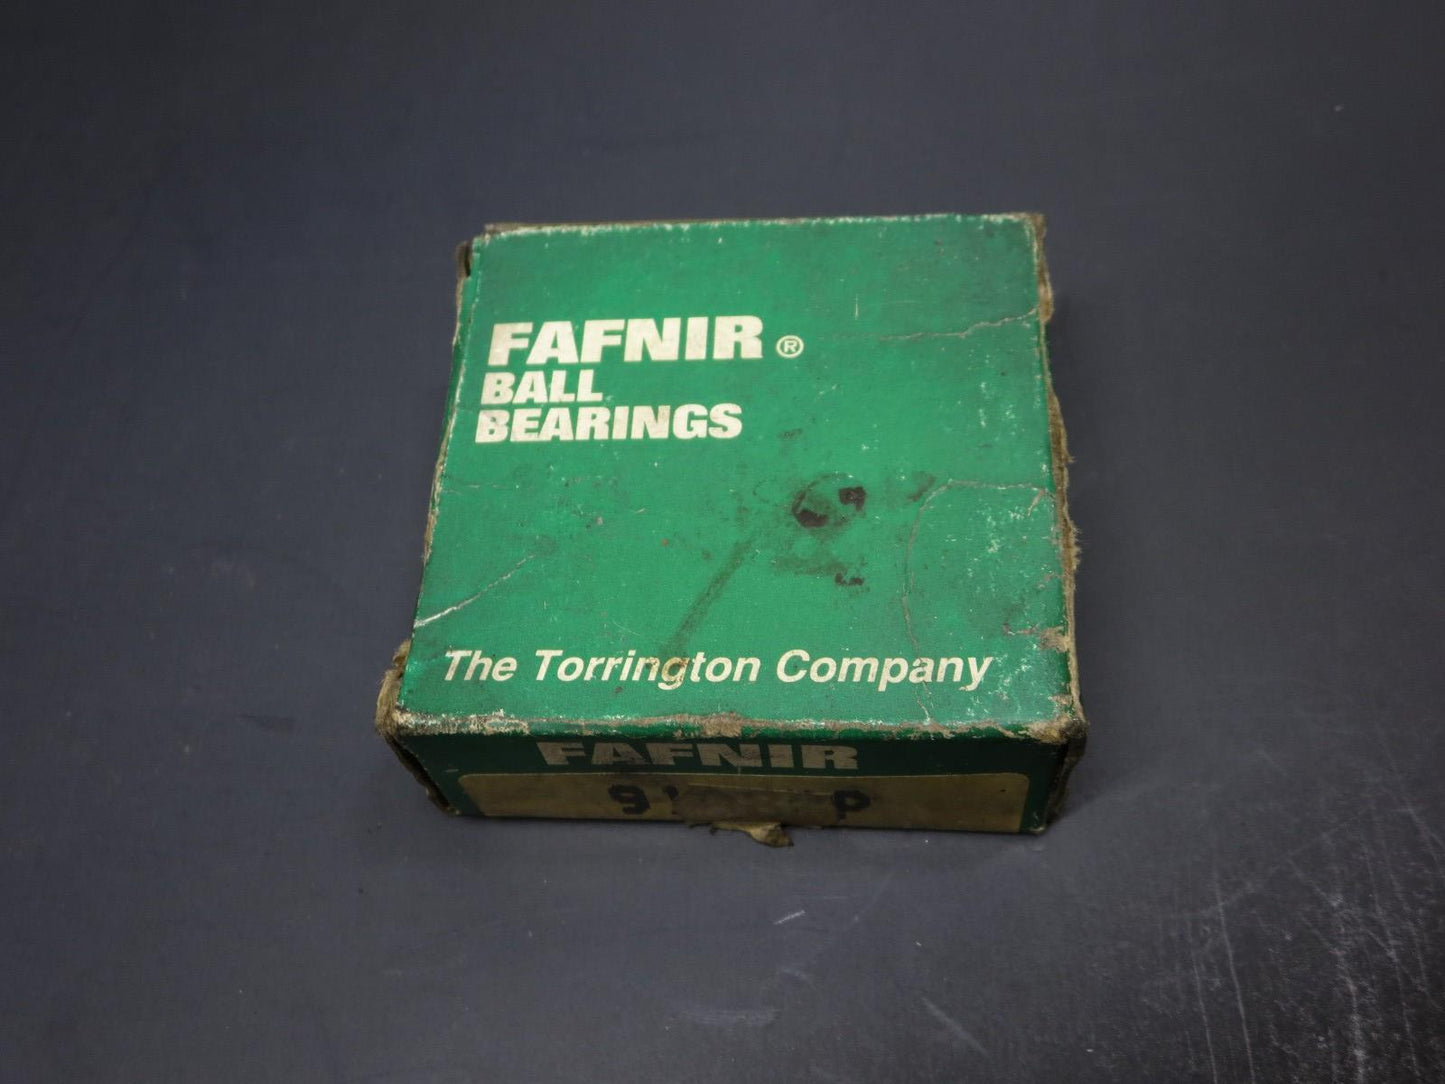 FAFNIR ®
BALL
BEARINGS
The Torrington Company
FAFNIR